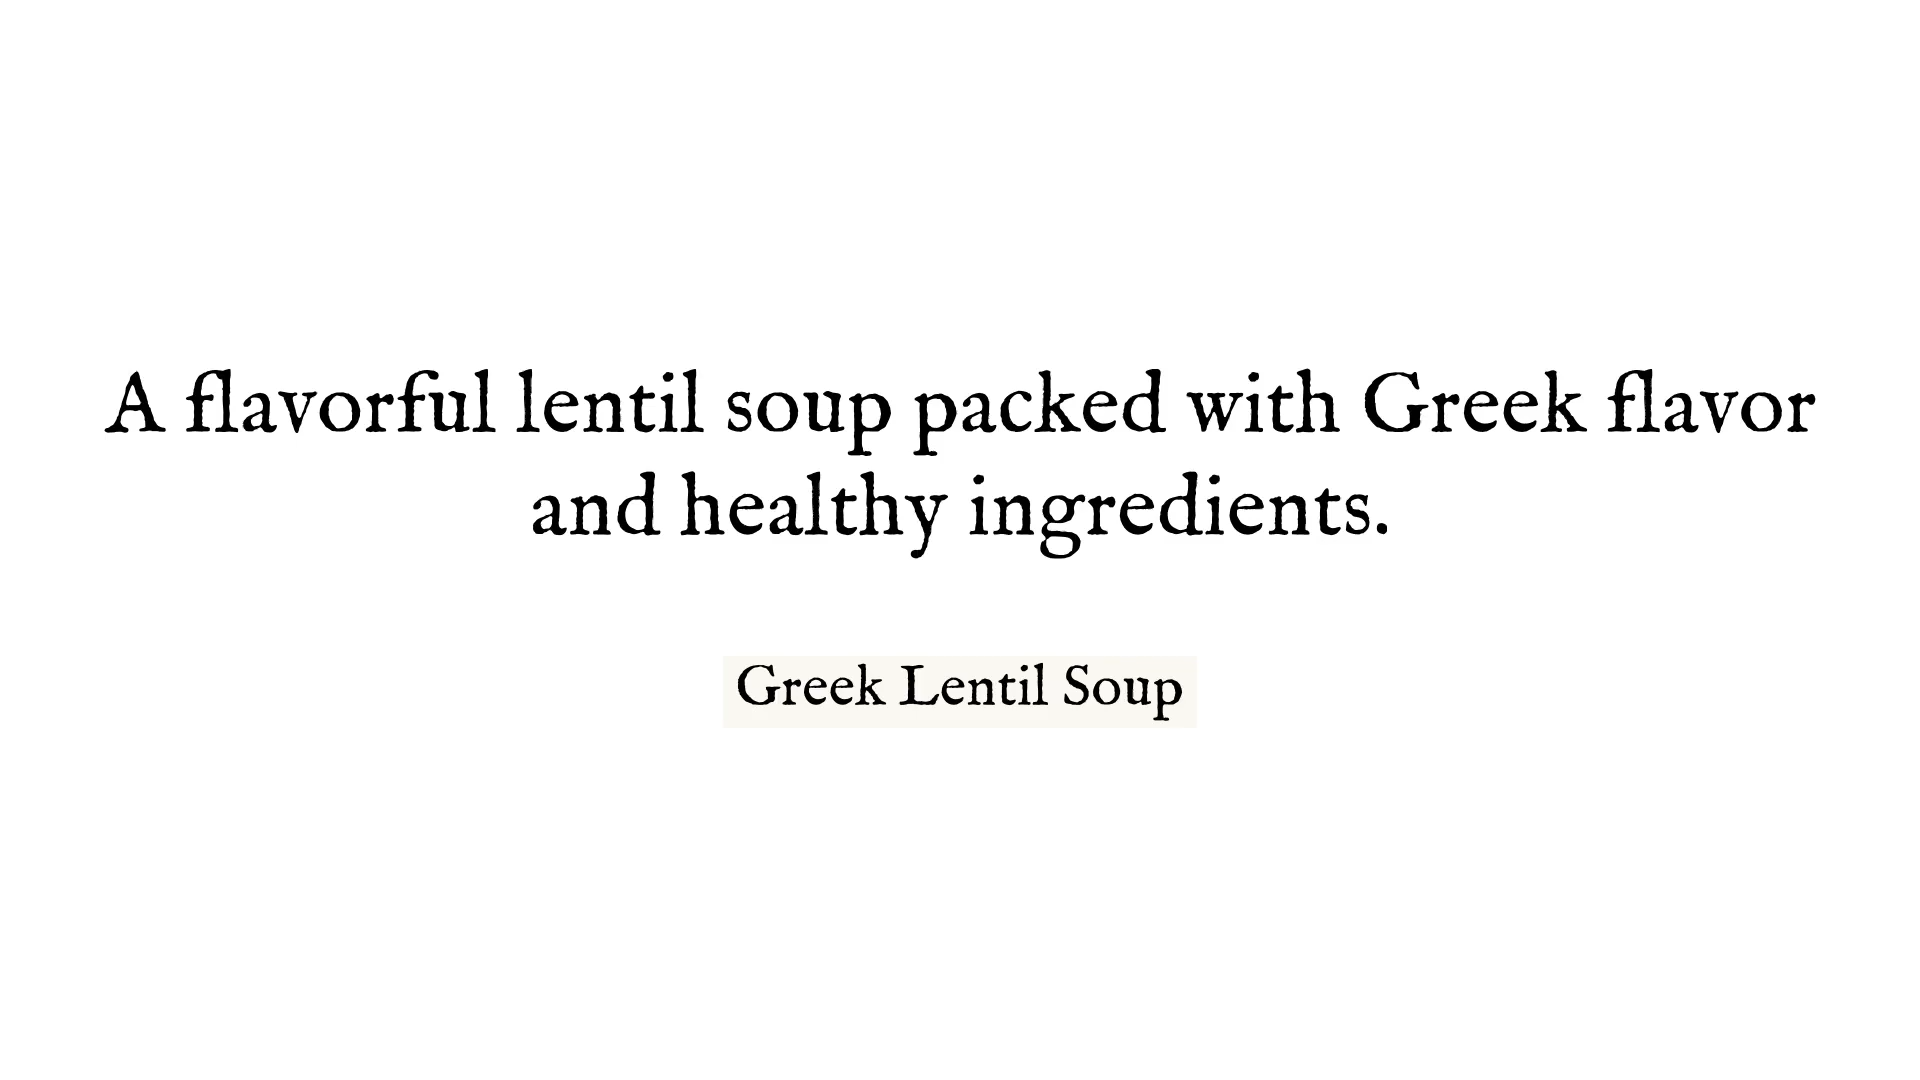 A flavorful lentil soup packed with Greek flavor
and healthy ingredients.
Greek Lentil Soup